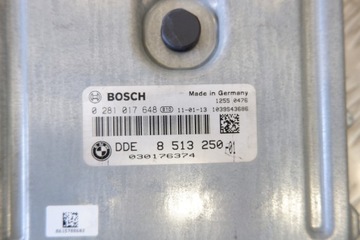 BOSCH
Made in Germany
1255 0476
0 281 017 648 11-01-13 1039S43686
DDE 8 513 250-01
030176374